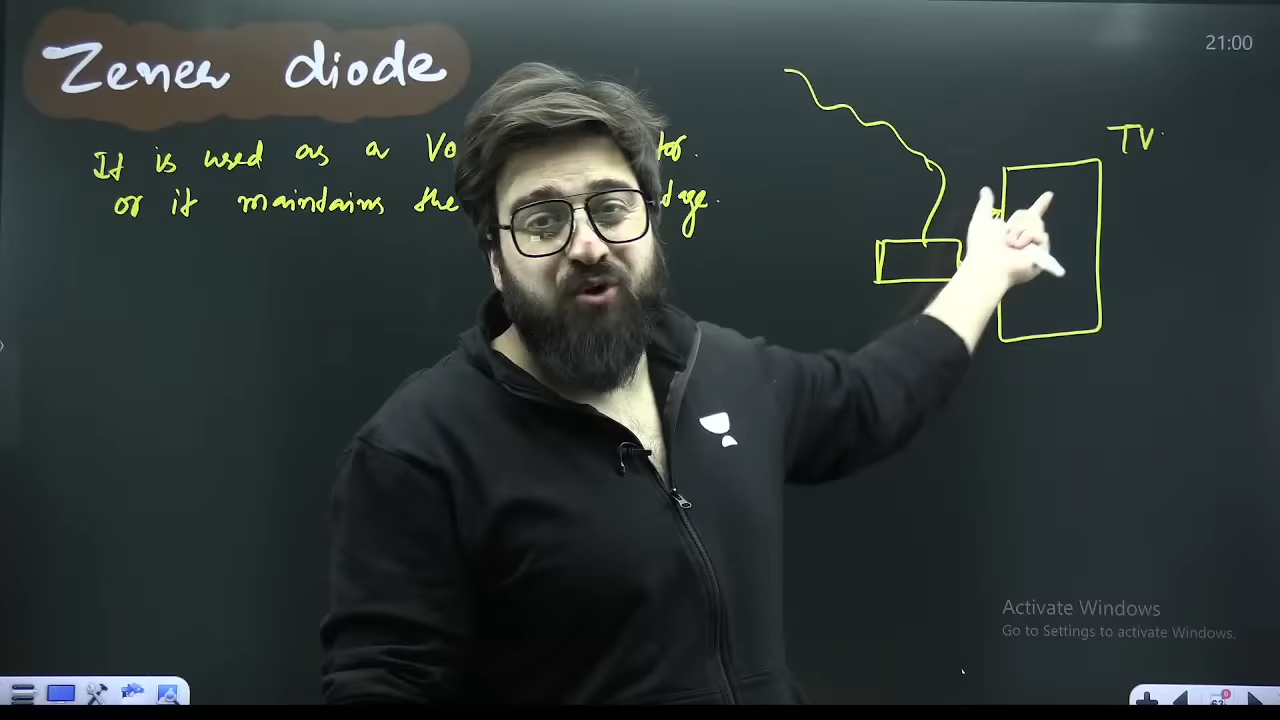 Zener diode
21:00
It is used as a
or it maintains the
TV
Activate Windows
Go to Settings to activate Windows.